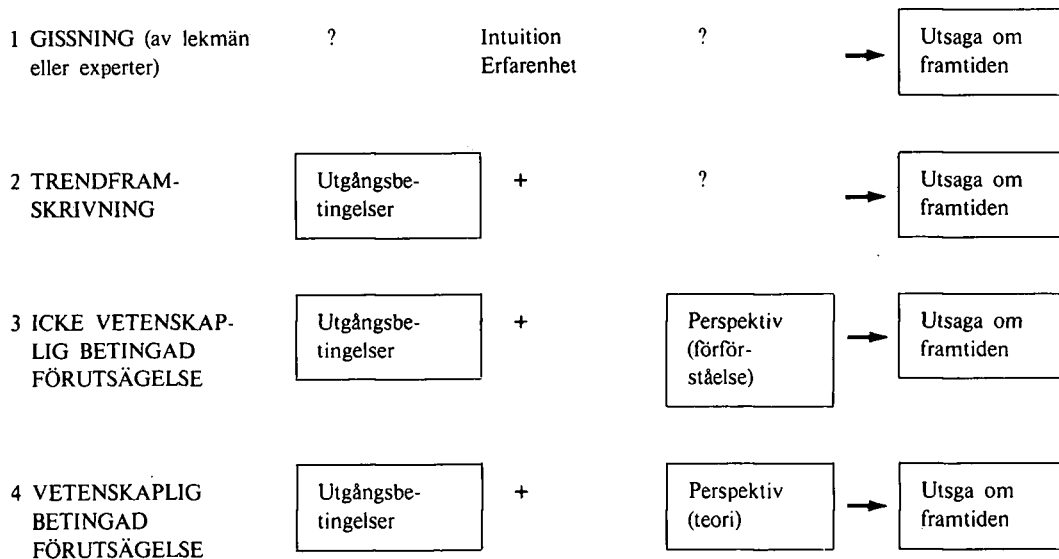 1 GISSNING (av lekmän eller experter)
?
Intuition
Erfarenhet
?
Utsaga om
framtiden
2 TRENDFRAM-
SKRIVNING
Utgångsbe-
tingelser
+
?
Utsaga om
framtiden
3 ICKE VETENSKAP-
LIG BETINGAD
FÖRUTSÄGELSE
Utgångsbe-
tingelser
+
Perspektiv
(förför-
ståelse)
Utsaga om
framtiden
4 VETENSKAPLIG
BETINGAD
FÖRUTSÄGELSE
Utgångsbe-
tingelser
+
Perspektiv
(teori)
Utsga om
framtiden